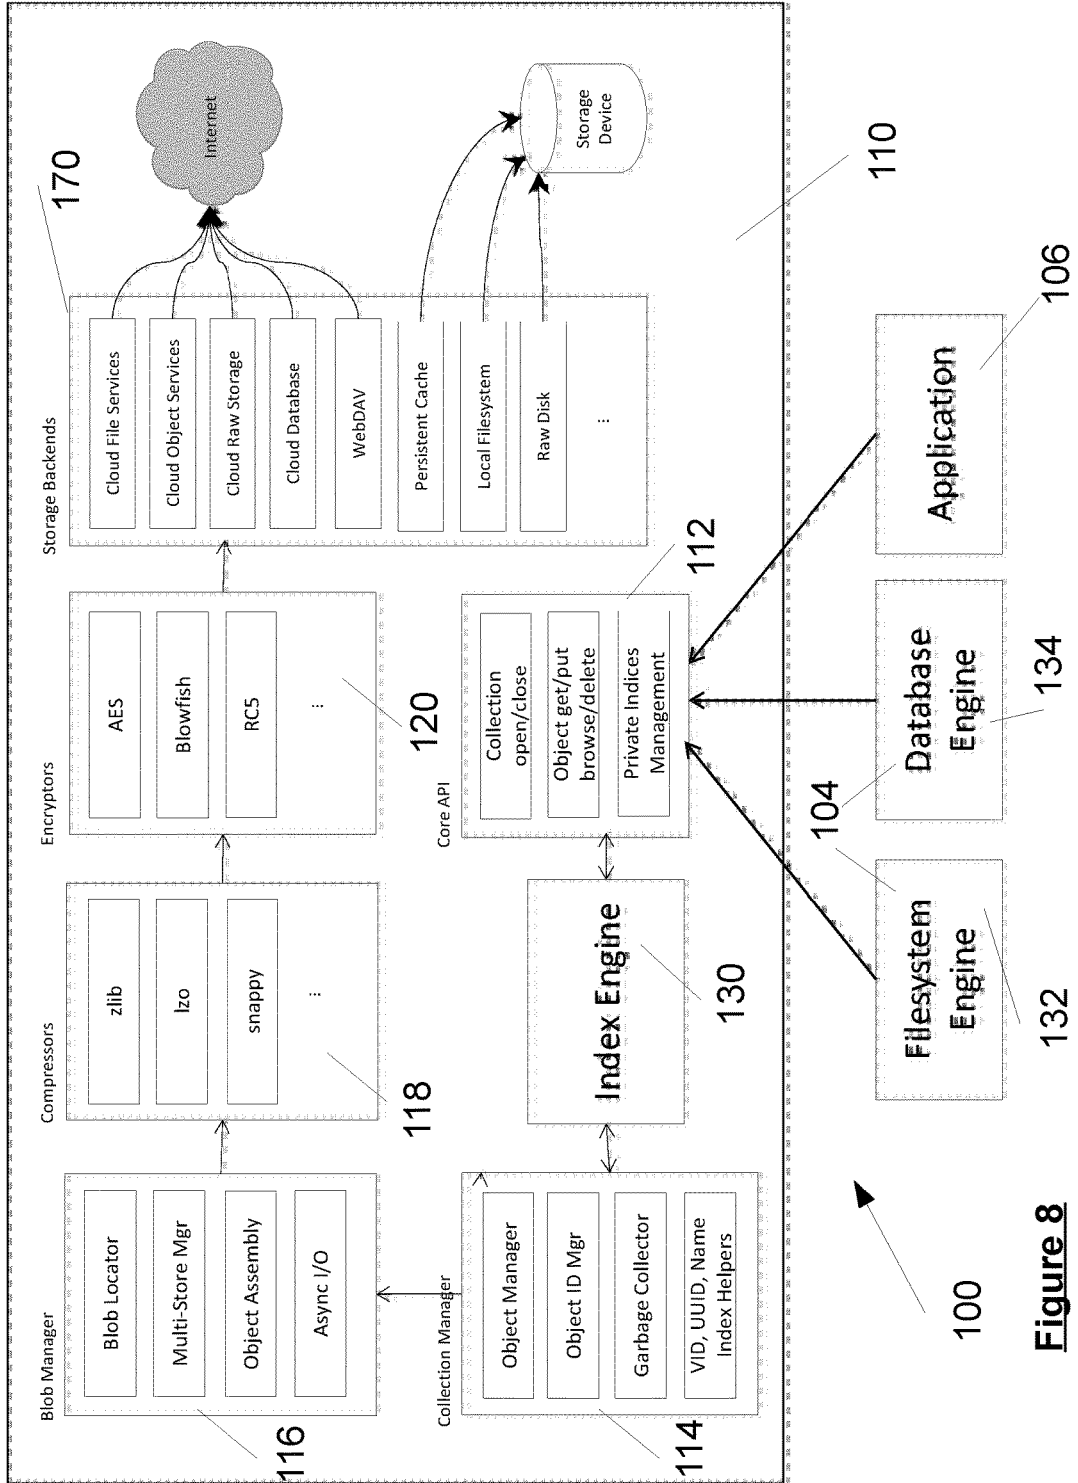 Blob Manager
Blob Locator
Multi-Store Mgr
Object Assembly
Async I/O
116
Compressors
zlib
lzo
snappy
...
118
Encryptors
AES
Blowfish
RC5
...
120
Storage Backends
170
Cloud File Services
Cloud Object Services
Cloud Raw Storage
Cloud Database
WebDAV
Persistent Cache
Local Filesystem
Raw Disk
...
Internet
Storage
Device
Collection Manager
Object Manager
Object ID Mgr
Garbage Collector
VID, UUID, Name
Index Helpers
114
Index Engine
130
Core API
Collection
open/close
Object get/put
browse/delete
Private Indices
Management
112
110
100
Filesystem
Engine
132
104
Database
Engine
134
Application
106
Figure 8